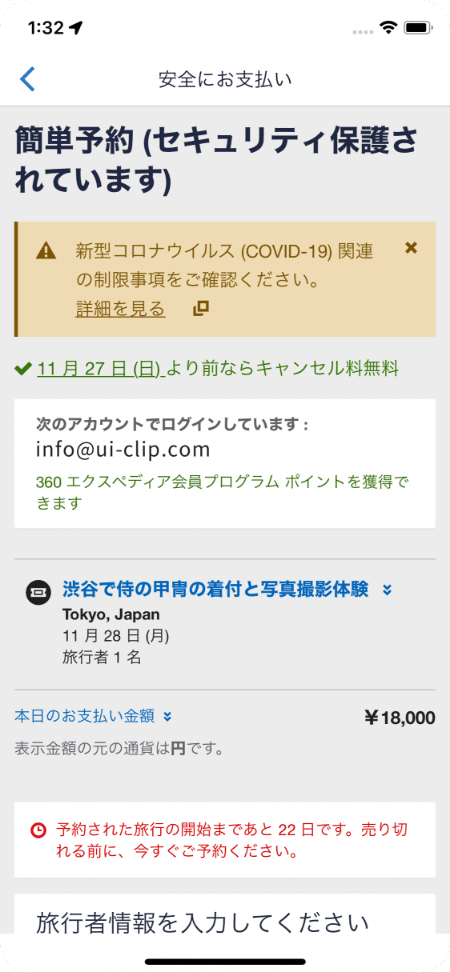 1:32
安全にお支払い
簡単予約 (セキュリティ保護さ
れています)
新型コロナウイルス (COVID-19) 関連
の制限事項をご確認ください。
詳細を見る
11 月 27 日 (日) より前ならキャンセル料無料
次のアカウントでログインしています :
info@ui-clip.com
360 エクスペディア会員プログラム ポイントを獲得で
きます
渋谷で侍の甲冑の着付と写真撮影体験
Tokyo, Japan
11 月 28 日 (月)
旅行者 1 名
本日のお支払い金額 ¥18,000
表示金額の元の通貨は円です。
予約された旅行の開始まであと 22 日です。売り切
れる前に、今すぐご予約ください。
旅行者情報を入力してください